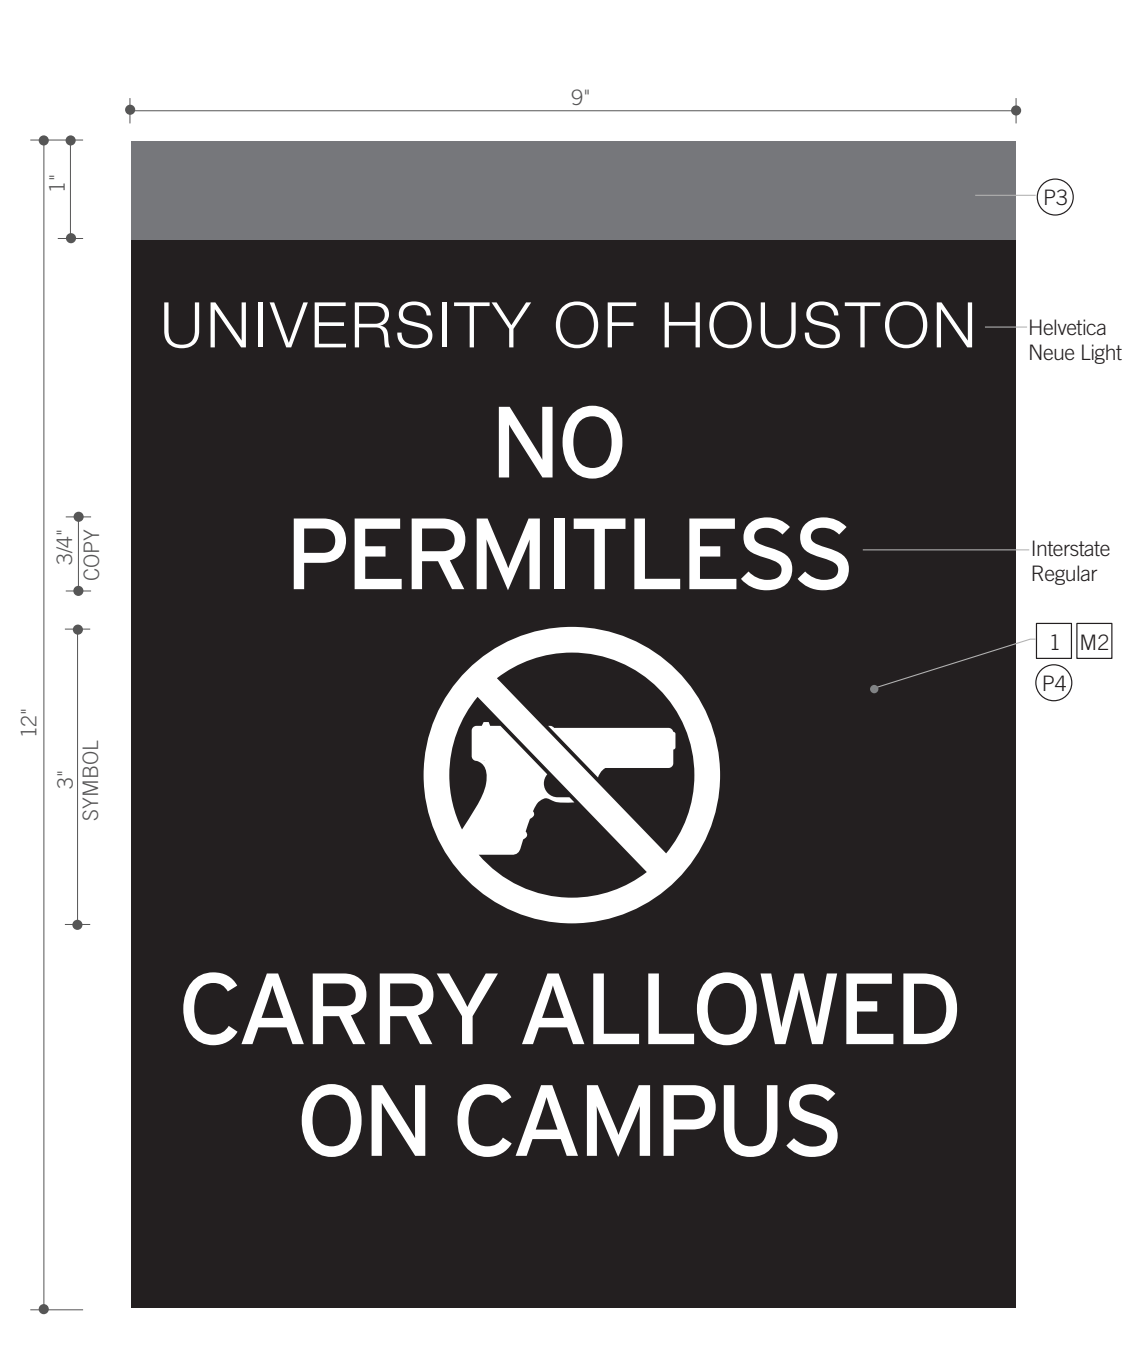 9"
1"
P3
UNIVERSITY OF HOUSTON
Helvetica
Neue Light
NO
PERMITLESS
3/4"
COPY
Interstate
Regular
1 M2
P4
12"
3"
SYMBOL
CARRY ALLOWED
ON CAMPUS